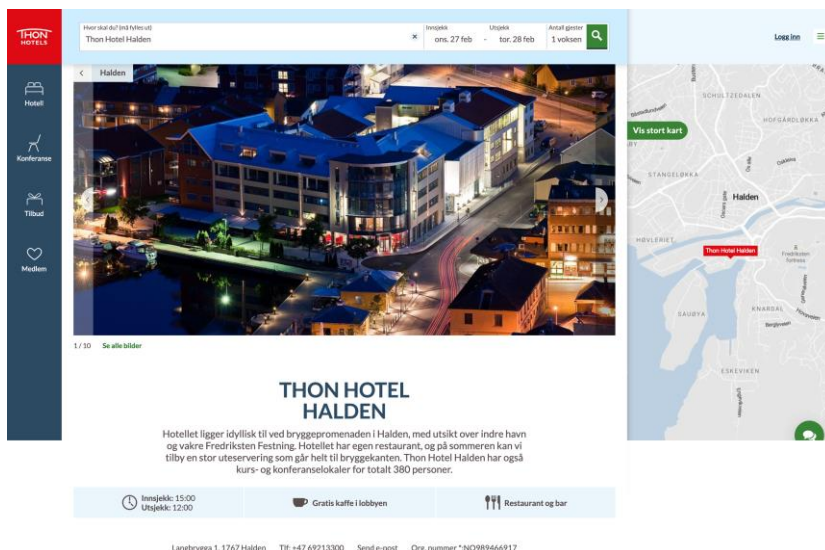 THON
HOTELS
Hvor skal du? (må fylles ut)
Thon Hotel Halden
×
Innsjekk
ons. 27 feb
-
Utsjekk
tor. 28 feb
Antall gjester
1 voksen
Logg inn
Hotell
Konferanse
Tilbud
Medlem
Halden
1 / 10 Se alle bilder
Vis stort kart
SCHULTZEDALEN
HOFGÅRDLØKKA
STANGELØKKA
Halden
HØVLERIET
Thon Hotel Halden
Fredriksten
fortress
SAUØYA
KNARDAL
ESKEVIKEN
THON HOTEL
HALDEN
Hotellet ligger idyllisk til ved bryggepromenaden i Halden, med utsikt over indre havn
og vakre Fredriksten Festning. Hotellet har egen restaurant, og på sommeren kan vi
tilby en stor uteservering som går helt til bryggekanten. Thon Hotel Halden har også
kurs- og konferanselokaler for totalt 380 personer.
Innsjekk: 15:00
Utsjekk: 12:00
Gratis kaffe i lobbyen
Restaurant og bar
Langbrygga 1, 1767 Halden Tlf: +47 69213300 Send e-post Org. nummer *:NO989466917